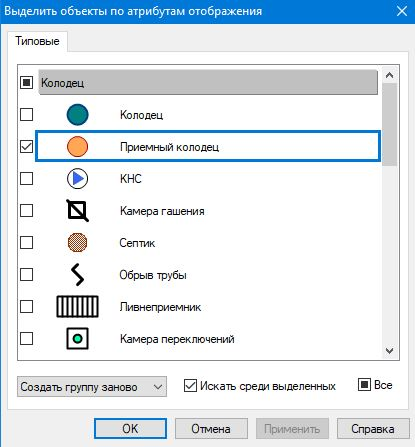 Выделить объекты по атрибутам отображения
Типовые
Колодец
Колодец
Приемный колодец
КНС
Камера гашения
Септик
Обрыв трубы
Ливнеприемник
Камера переключений
Создать группу заново
Искать среди выделенных
Все
OK
Отмена
Применить
Справка